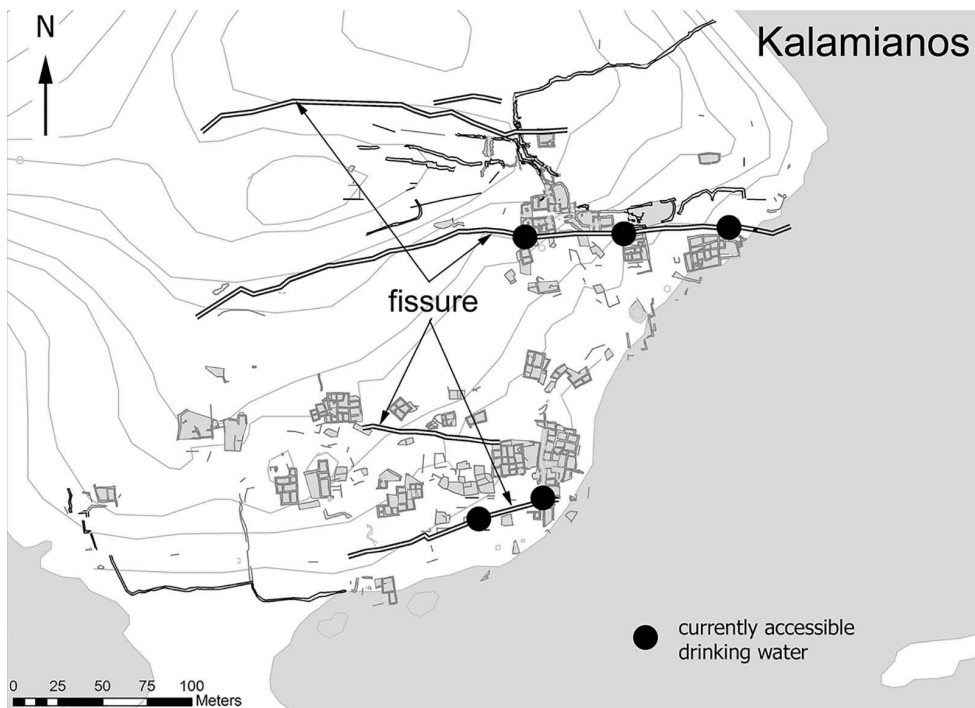 N
Kalamianos
fissure
currently accessible
drinking water
0 25 50 75 100
Meters